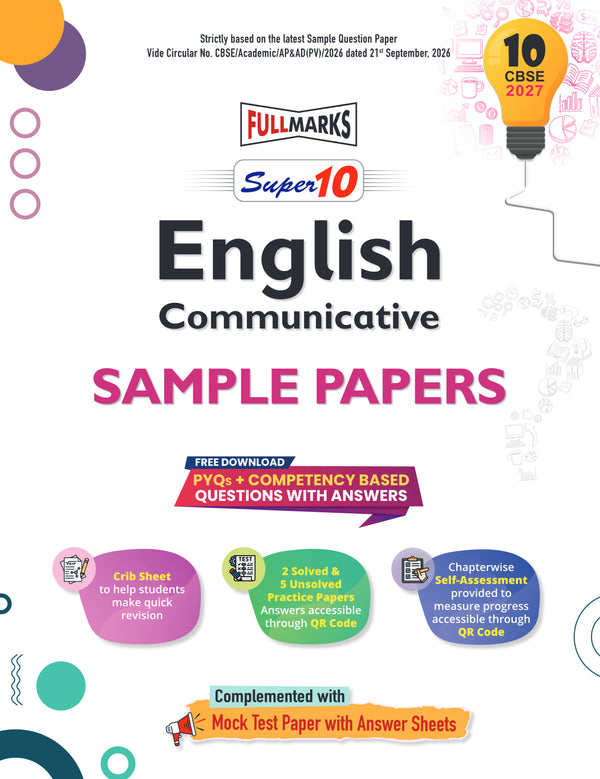 Strictly based on the latest Sample Question Paper
Vide Circular No. CBSE/Academic/AP&AD(PV)/2026 dated 21st September, 2026
10
CBSE
2027
FULLMARKS
Super10
English
Communicative
SAMPLE PAPERS
FREE DOWNLOAD
PYQs + COMPETENCY BASED
QUESTIONS WITH ANSWERS
Crib Sheet
to help students
make quick
revision
TEST
2 Solved &
5 Unsolved
Practice Papers
Answers accessible
through QR Code
Chapterwise
Self-Assessment
provided to
measure progress
accessible through
QR Code
Complemented with
Mock Test Paper with Answer Sheets